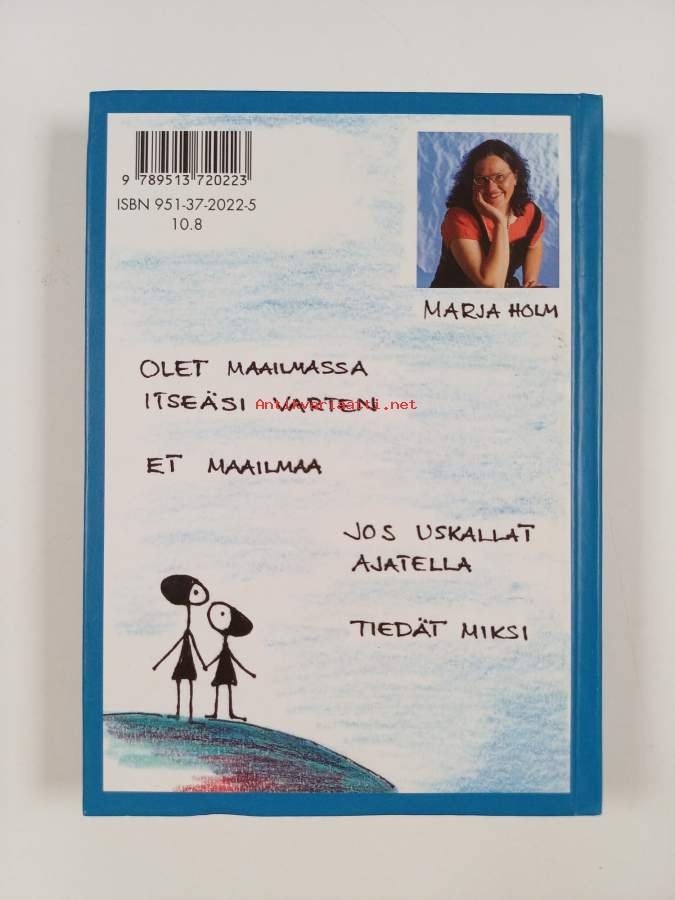 9 789513 720223
ISBN 951-37-2022-5
10.8
MARJA HOLM
OLET MAAILMASSA
ITSEÄSI VARTEN
Antikvariaatti.net
ET MAAILMAA
JOS USKALLAT
AJATELLA
TIEDÄT MIKSI